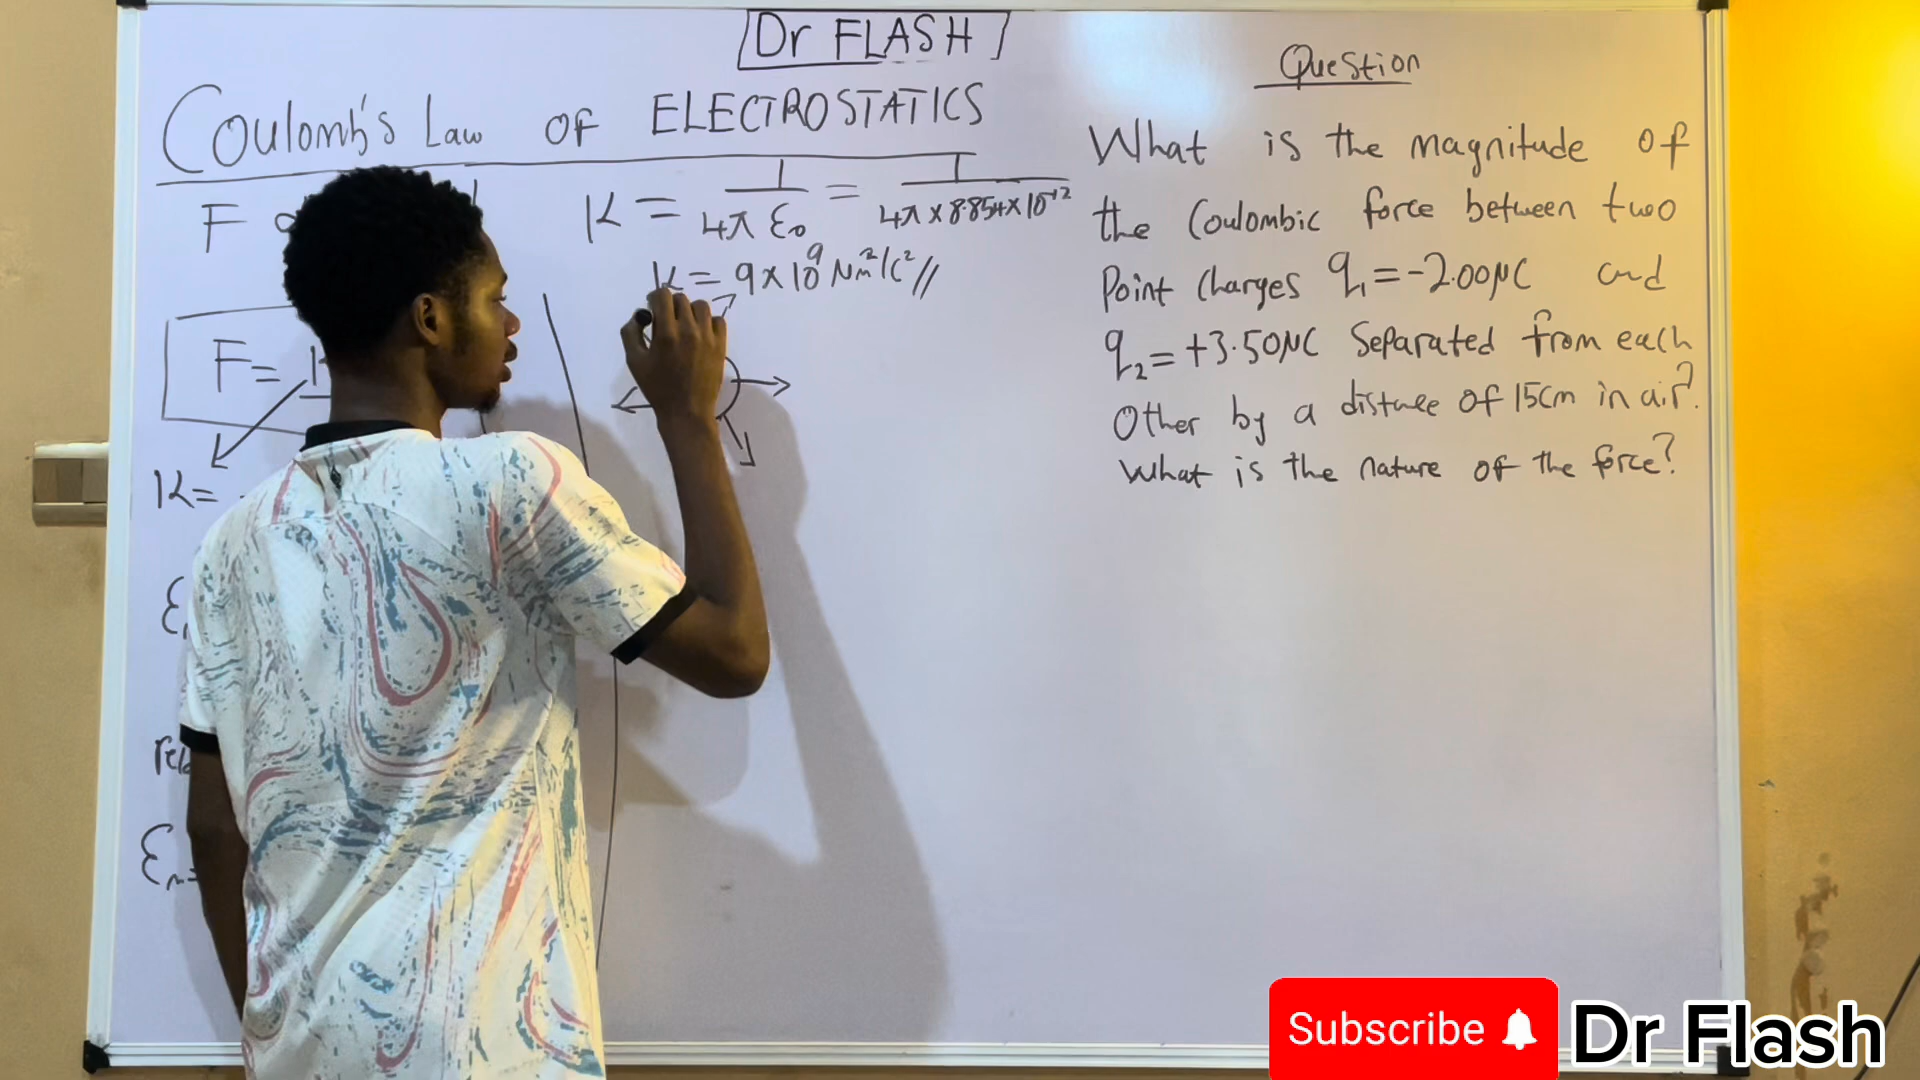 Dr FLASH
Coulomb's Law OF ELECTROSTATICS
F
K = 1/4π ε₀ = 1/4π x 8.854 x 10⁻¹²
K = 9 x 10⁹ Nm²/C² //
F = K
K =
rela
Question
What is the magnitude of
the Coulombic force between two
Point Charges q₁ = -2.00μC and
q₂ = +3.50μC Separated from each
Other by a distance of 15cm in air?
What is the nature of the force?
Subscribe
Dr Flash